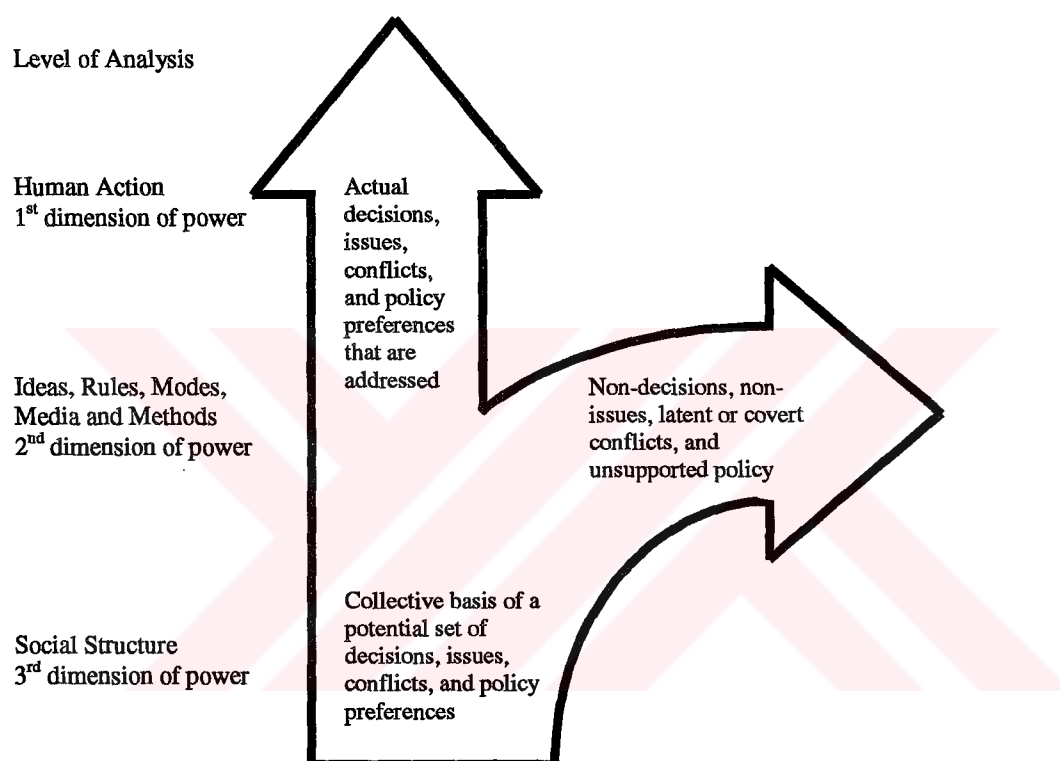 Level of Analysis
Human Action
1st dimension of power
Actual
decisions,
issues,
conflicts,
and policy
preferences
that are
addressed
Ideas, Rules, Modes,
Media and Methods
2nd dimension of power
Non-decisions, non-
issues, latent or covert
conflicts, and
unsupported policy
Social Structure
3rd dimension of power
Collective basis of a
potential set of
decisions, issues,
conflicts, and policy
preferences